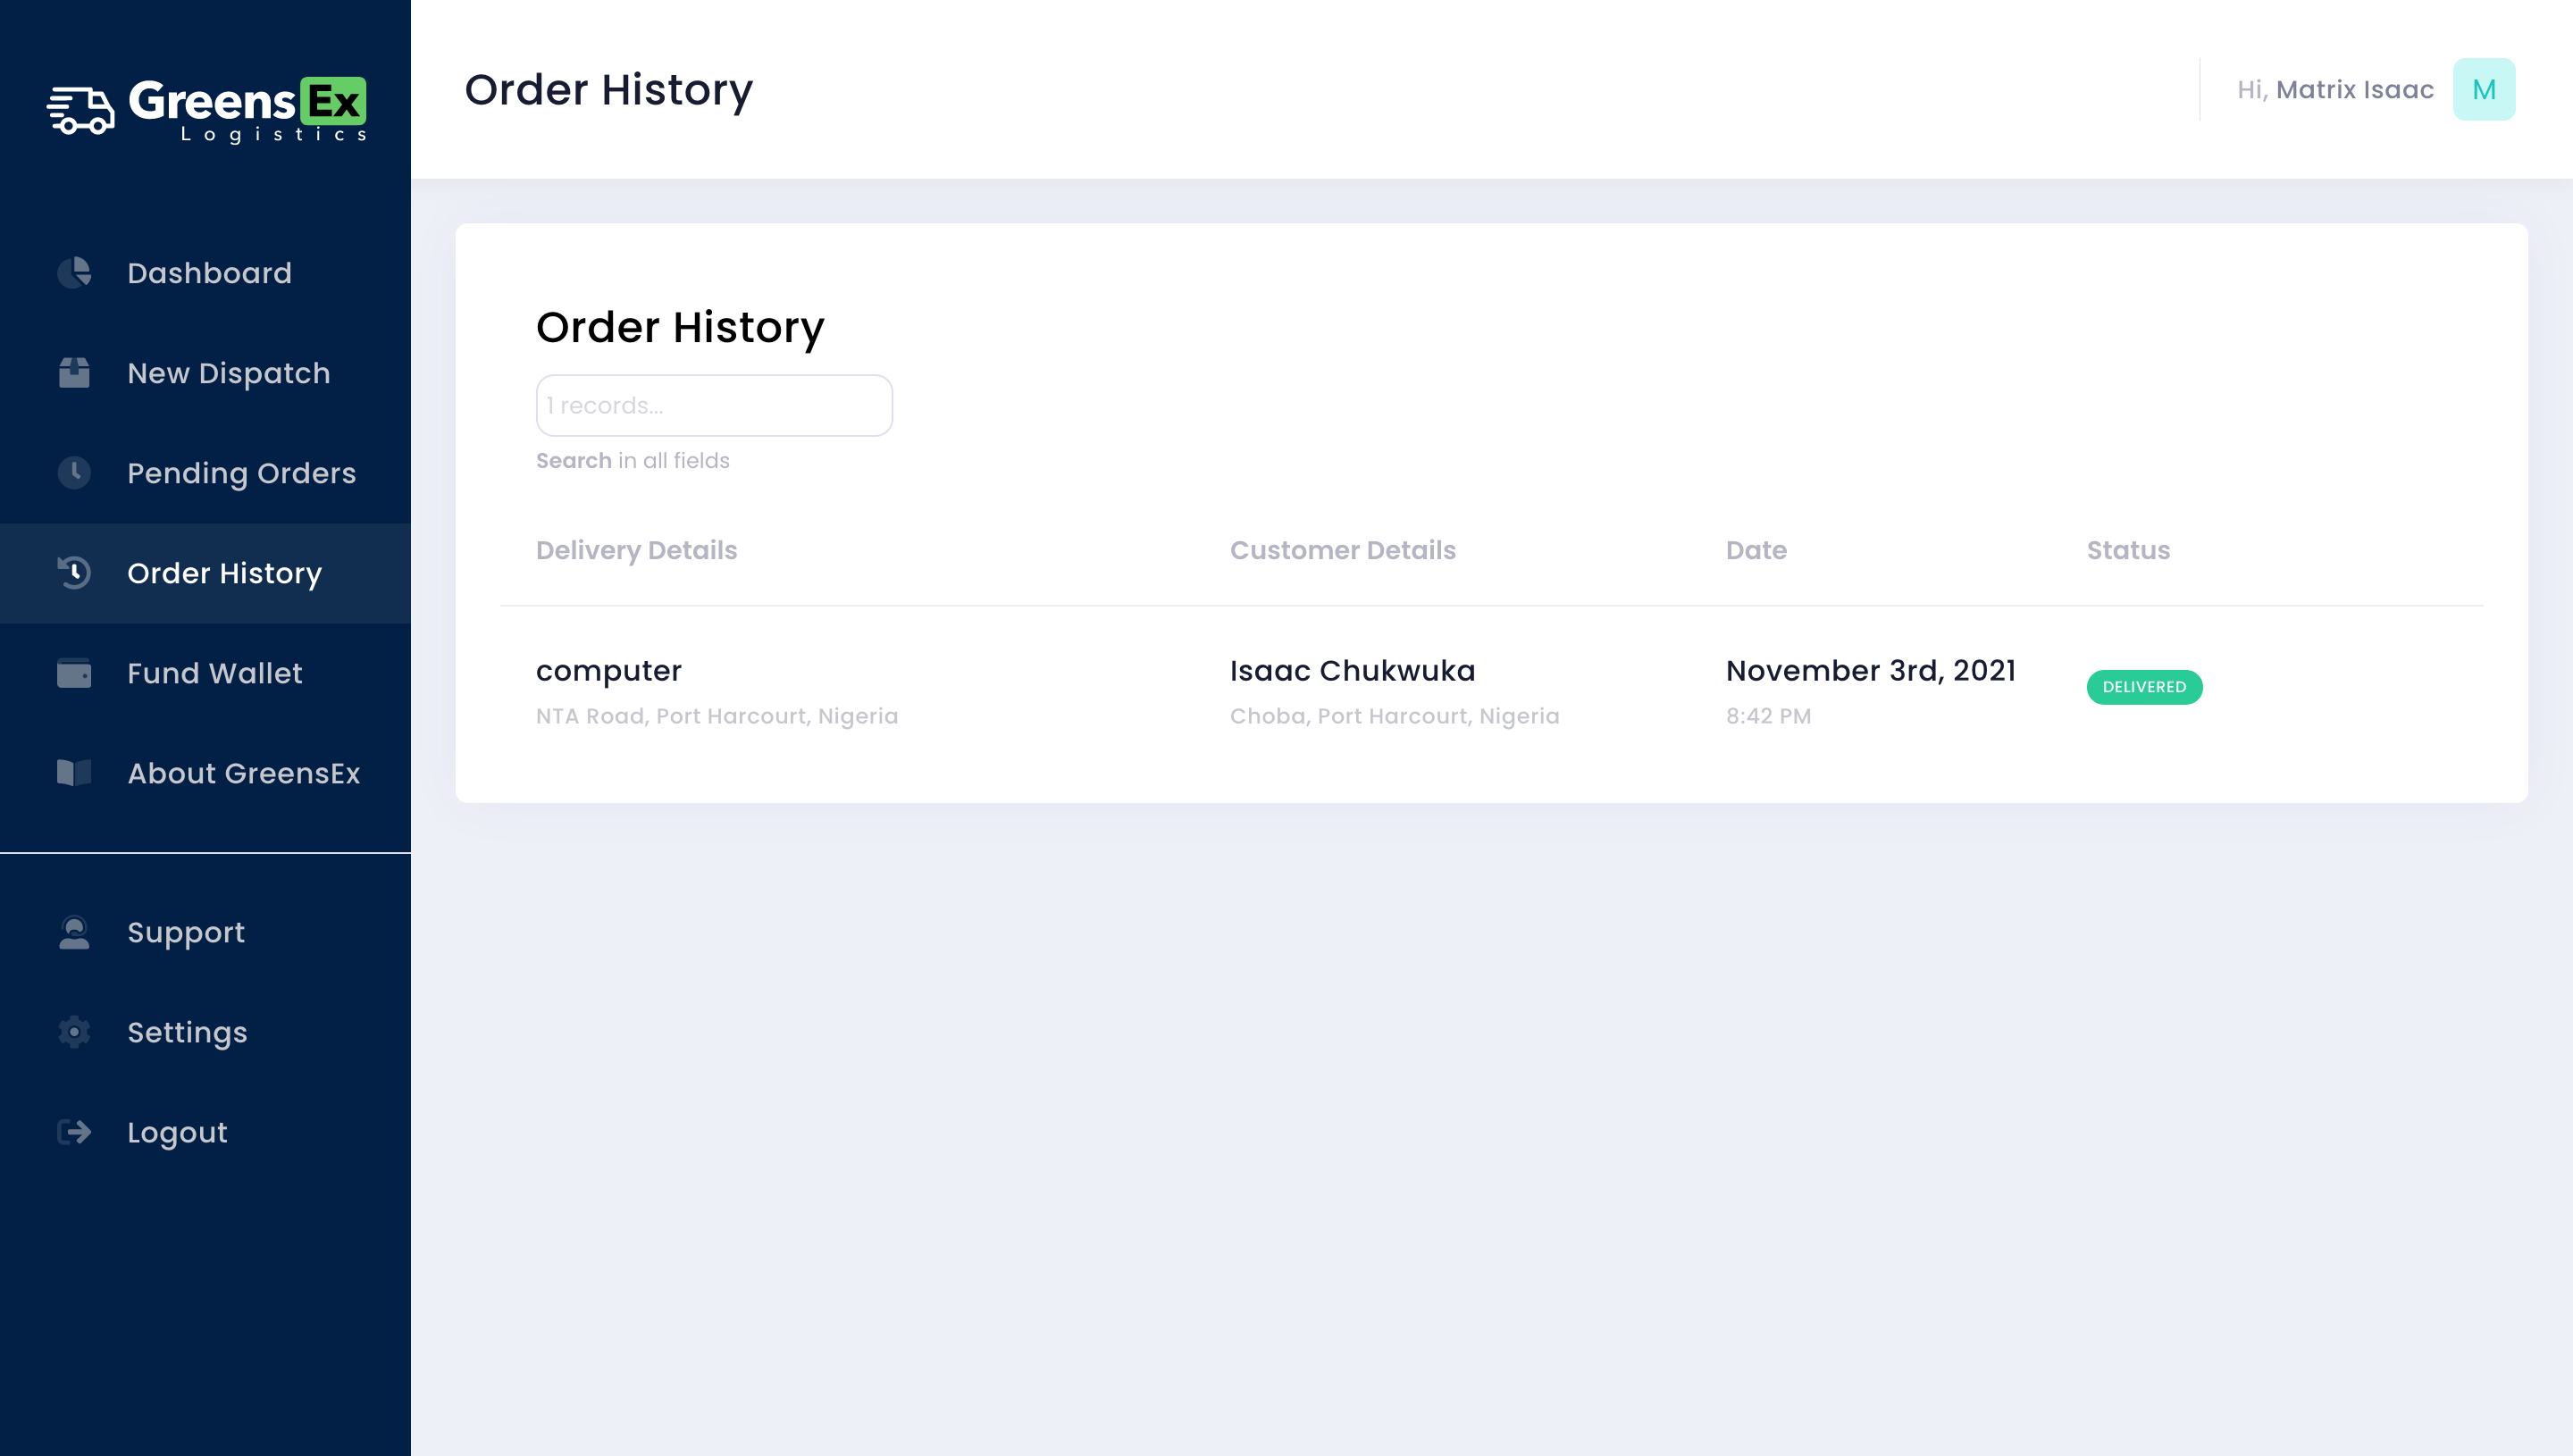 GreensEx
Logistics
Dashboard
New Dispatch
Pending Orders
Order History
Fund Wallet
About GreensEx
Support
Settings
Logout
Order History
Hi, Matrix Isaac
M
Order History
1 records...
Search in all fields
Delivery Details Customer Details Date Status
computer Isaac Chukwuka November 3rd, 2021 DELIVERED
NTA Road, Port Harcourt, Nigeria Choba, Port Harcourt, Nigeria 8:42 PM